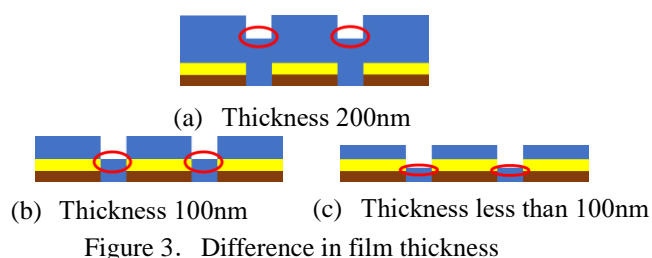 (a) Thickness 200nm
(b) Thickness 100nm
(c) Thickness less than 100nm
Figure 3. Difference in film thickness